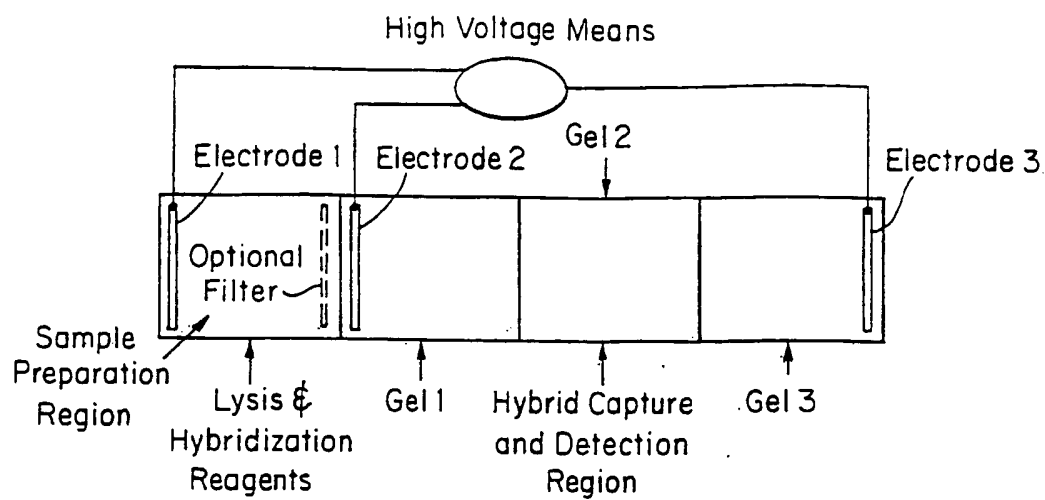 High Voltage Means
Gel 2
Electrode 1
Electrode 2
Electrode 3
Optional
Filter
Sample
Preparation
Region
Lysis &
Hybridization
Reagents
Gel 1
Hybrid Capture
and Detection
Region
Gel 3